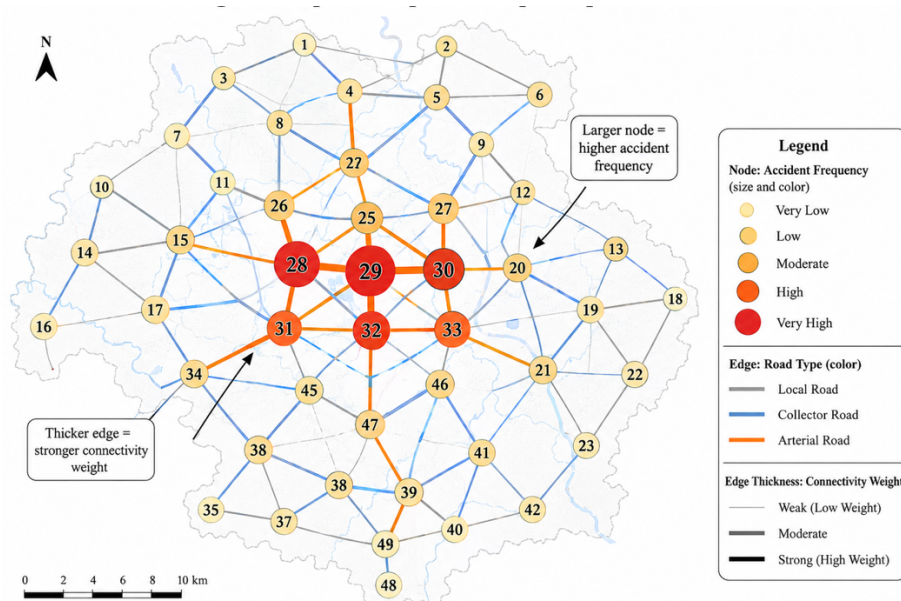 N
1
2
3
4
5
6
7
8
9
10
11
12
13
14
15
16
17
18
19
20
21
22
23
22
25
26
27
28
29
30
31
32
33
34
45
46
47
38
41
38
39
35
37
40
42
49
48
Larger node =
higher accident
frequency
Thicker edge =
stronger connectivity
weight
0 2 4 6 8 10 km
Legend
Node: Accident Frequency
(size and color)
Very Low
Low
Moderate
High
Very High
Edge: Road Type (color)
Local Road
Collector Road
Arterial Road
Edge Thickness: Connectivity Weight
Weak (Low Weight)
Moderate
Strong (High Weight)